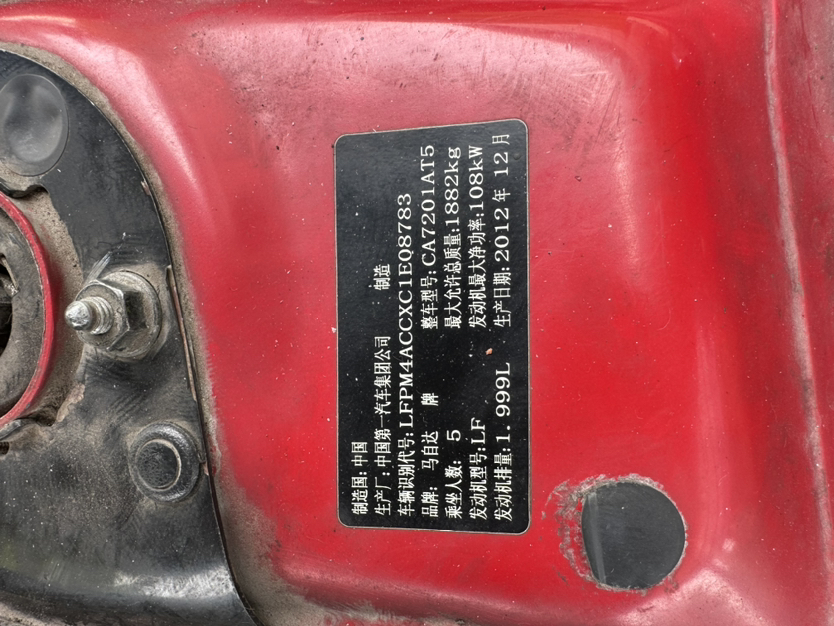 制造国:中国
生产厂:中国第一汽车集团公司 制造
车辆识别代号:LFPM4ACCXC1E08783
品牌: 马自达 牌 整车型号:CA7201AT5
乘坐人数: 5 最大允许总质量:1882kg
发动机型号:LF 发动机最大净功率:108kW
发动机排量:1.999L 生产日期:2012年 12月